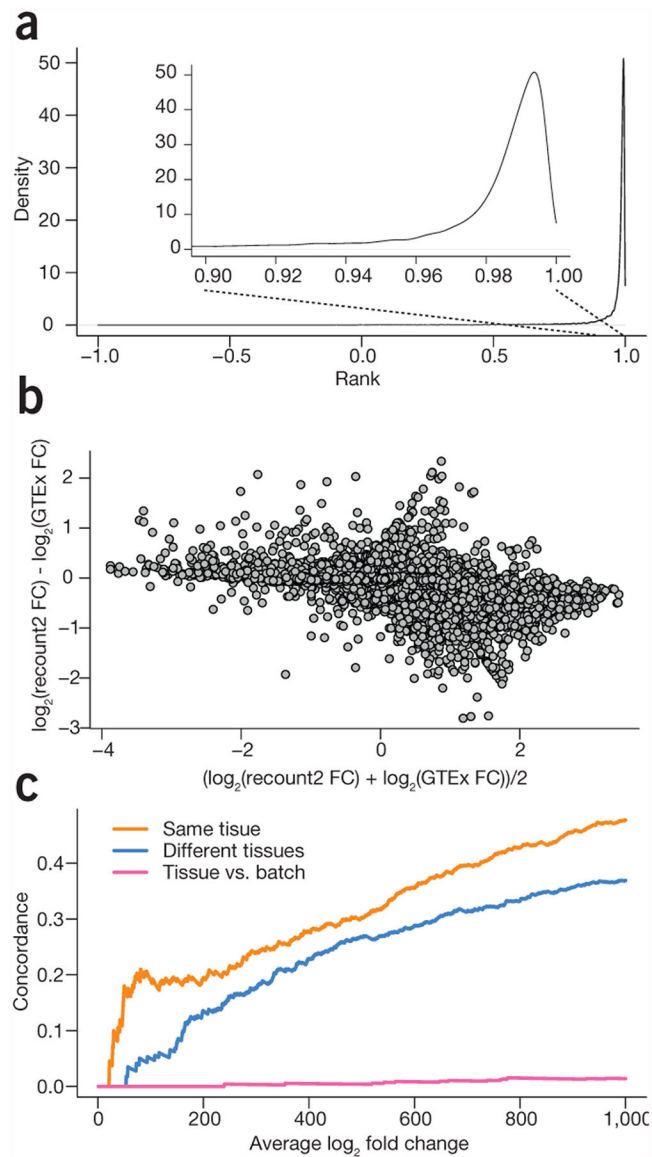 a
50
40
30
20
10
0
Density
50
40
30
20
10
0
0.90 0.92 0.94 0.96 0.98 1.00
−1.0 −0.5 0.0 0.5 1.0
Rank
b
2
1
0
−1
−2
−3
log2(recount2 FC) - log2(GTEx FC)
−4 −2 0 2
(log2(recount2 FC) + log2(GTEx FC))/2
c
Same tisue
Different tissues
Tissue vs. batch
0.4
0.3
0.2
0.1
0.0
Concordance
0 200 400 600 800 1,000
Average log2 fold change